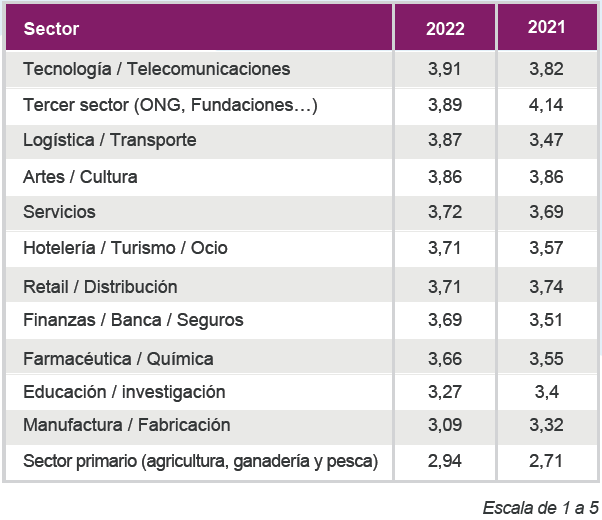 Sector 2022 2021
Tecnología / Telecomunicaciones 3,91 3,82
Tercer sector (ONG, Fundaciones…) 3,89 4,14
Logística / Transporte 3,87 3,47
Artes / Cultura 3,86 3,86
Servicios 3,72 3,69
Hotelería / Turismo / Ocio 3,71 3,57
Retail / Distribución 3,71 3,74
Finanzas / Banca / Seguros 3,69 3,51
Farmacéutica / Química 3,66 3,55
Educación / investigación 3,27 3,4
Manufactura / Fabricación 3,09 3,32
Sector primario (agricultura, ganadería y pesca) 2,94 2,71
Escala de 1 a 5